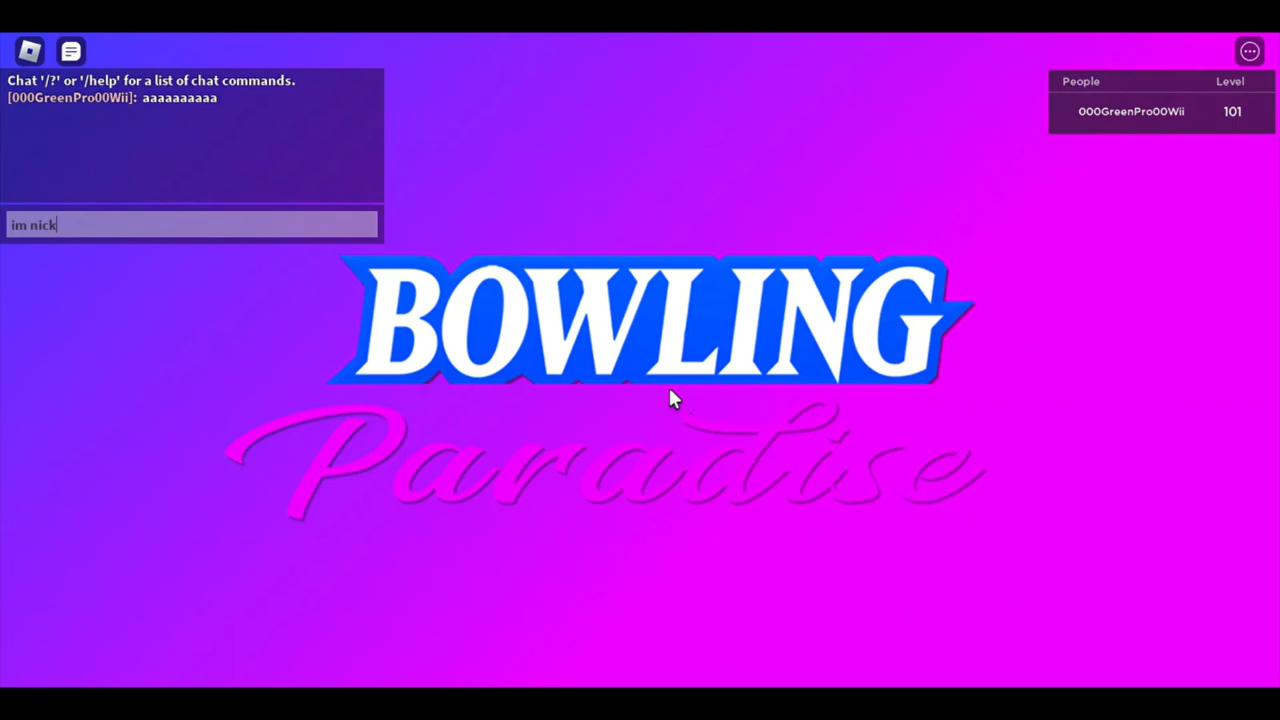 Chat '/?' or '/help' for a list of chat commands.
[000GreenPro00Wii]: aaaaaaaaaa
im nick
People Level
000GreenPro00Wii 101
BOWLING
Paradise